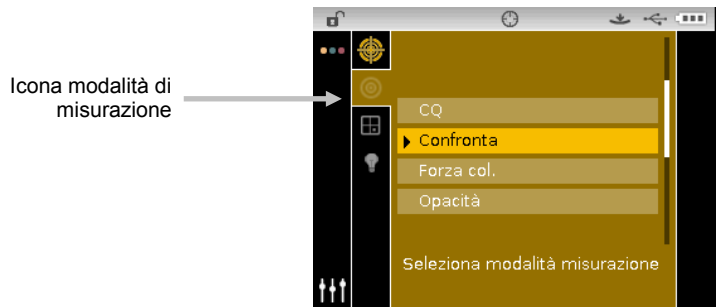 Icona modalità di
misurazione
CQ
Confronta
Forza col.
Opacità
Seleziona modalità misurazione